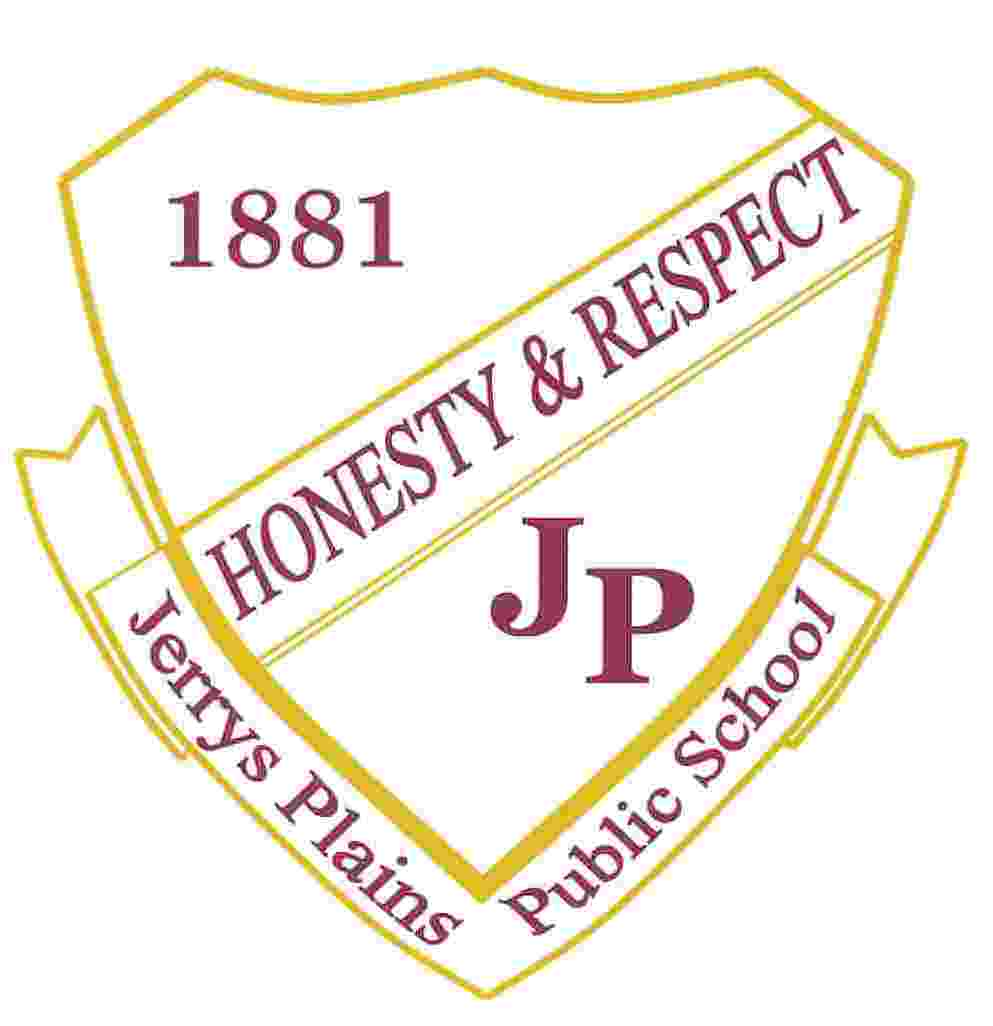 1881
HONESTY & RESPECT
JP
Jerrys Plains Public School